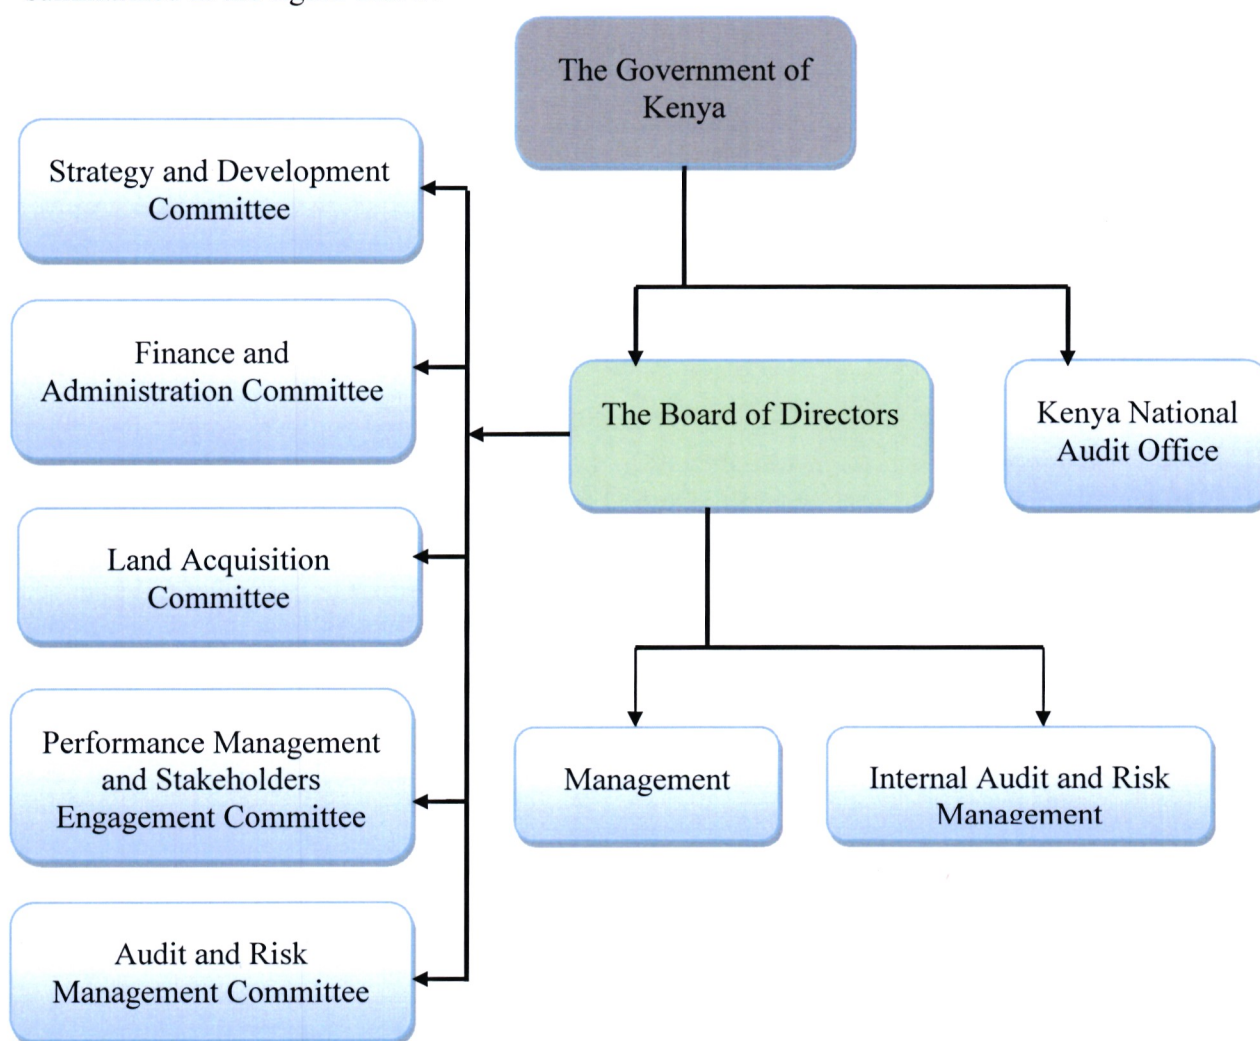 The Government of
Kenya
Strategy and Development
Committee
Finance and
Administration Committee
The Board of Directors
Kenya National
Audit Office
Land Acquisition
Committee
Performance Management
and Stakeholders
Engagement Committee
Management
Internal Audit and Risk
Management
Audit and Risk
Management Committee